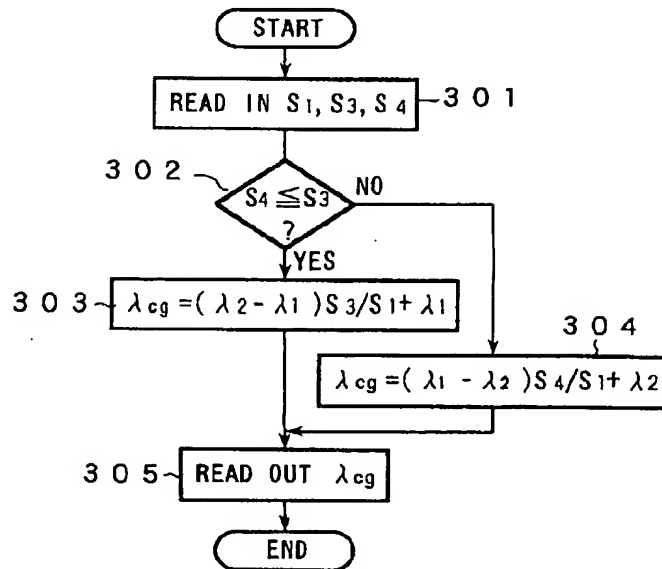 START
READ IN S1, S3, S4
301
302
S4≦S3
?
NO
YES
303
λcg=(λ2-λ1)S3/S1+λ1
304
λcg=(λ1-λ2)S4/S1+λ2
305
READ OUT λcg
END